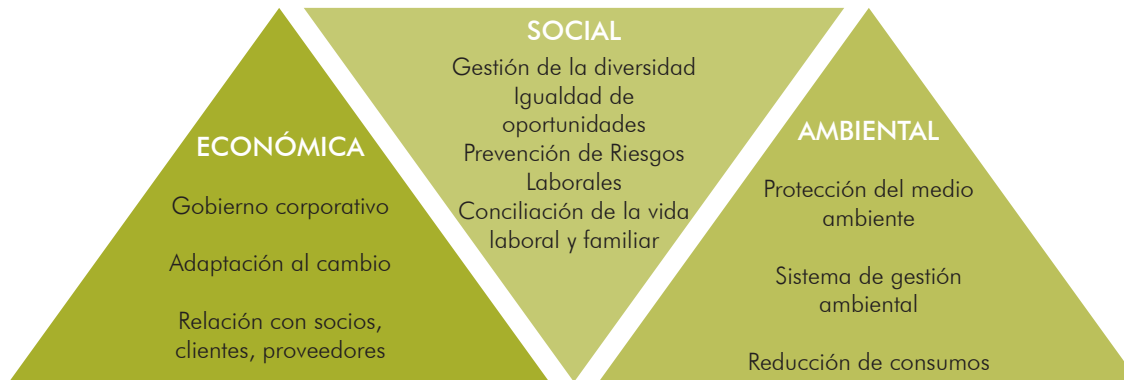 ECONÓMICA
Gobierno corporativo
Adaptación al cambio
Relación con socios,
clientes, proveedores
SOCIAL
Gestión de la diversidad
Igualdad de
oportunidades
Prevención de Riesgos
Laborales
Conciliación de la vida
laboral y familiar
AMBIENTAL
Protección del medio
ambiente
Sistema de gestión
ambiental
Reducción de consumos